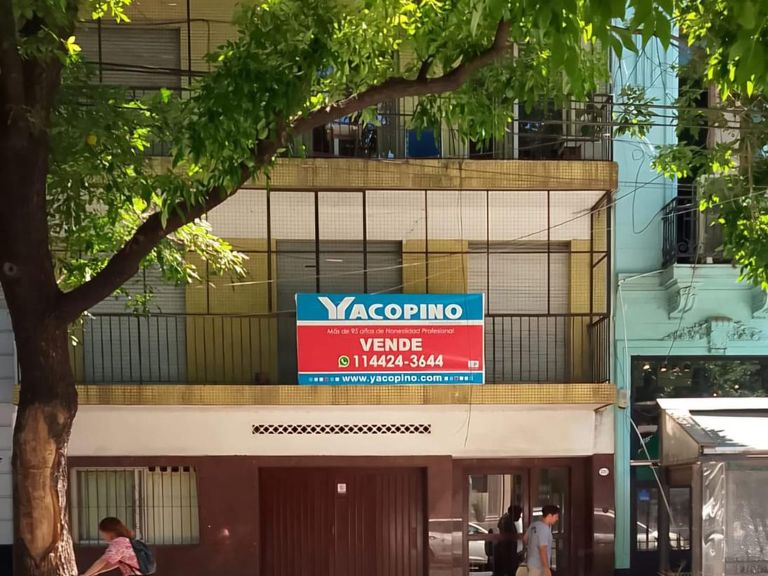 YACOPINO
Más de 95 años de Honestidad Profesional
VENDE
114424-3644
www.yacopino.com